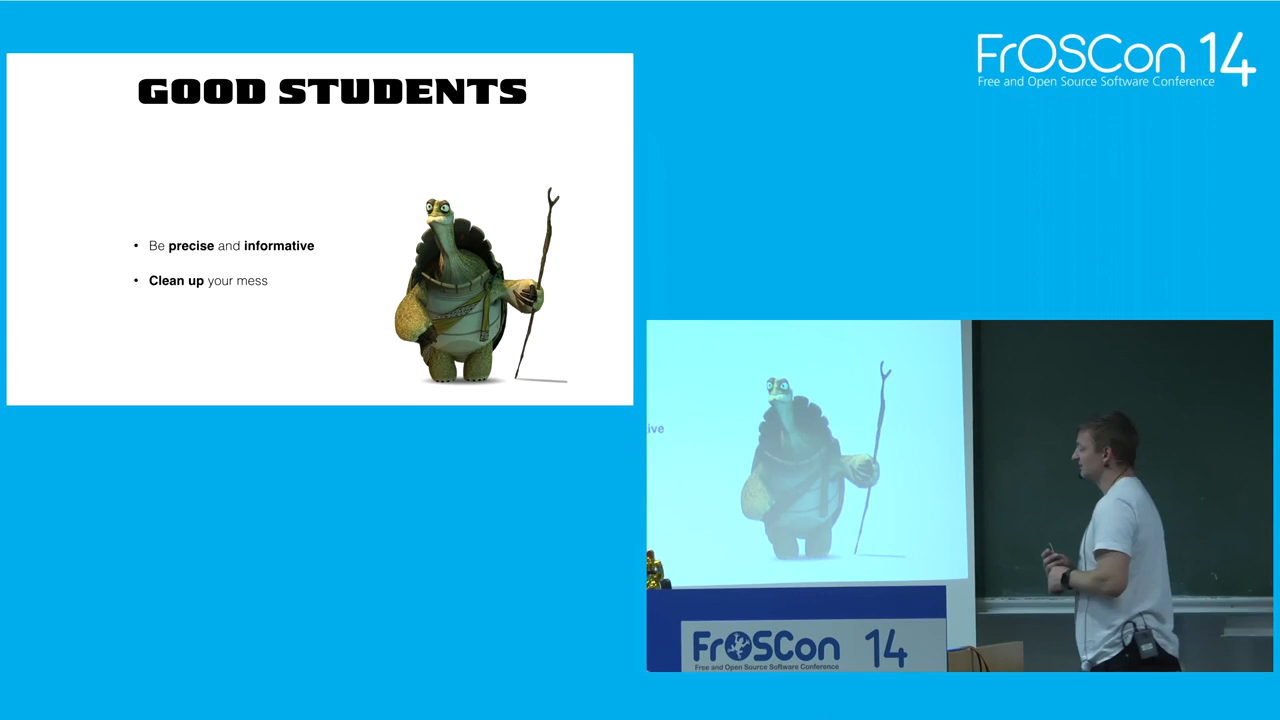 GOOD STUDENTS
• Be precise and informative
• Clean up your mess
FrOSCon 14
Free and Open Source Software Conference
ive
FrOSCon 14
Free and Open Source Software Conference